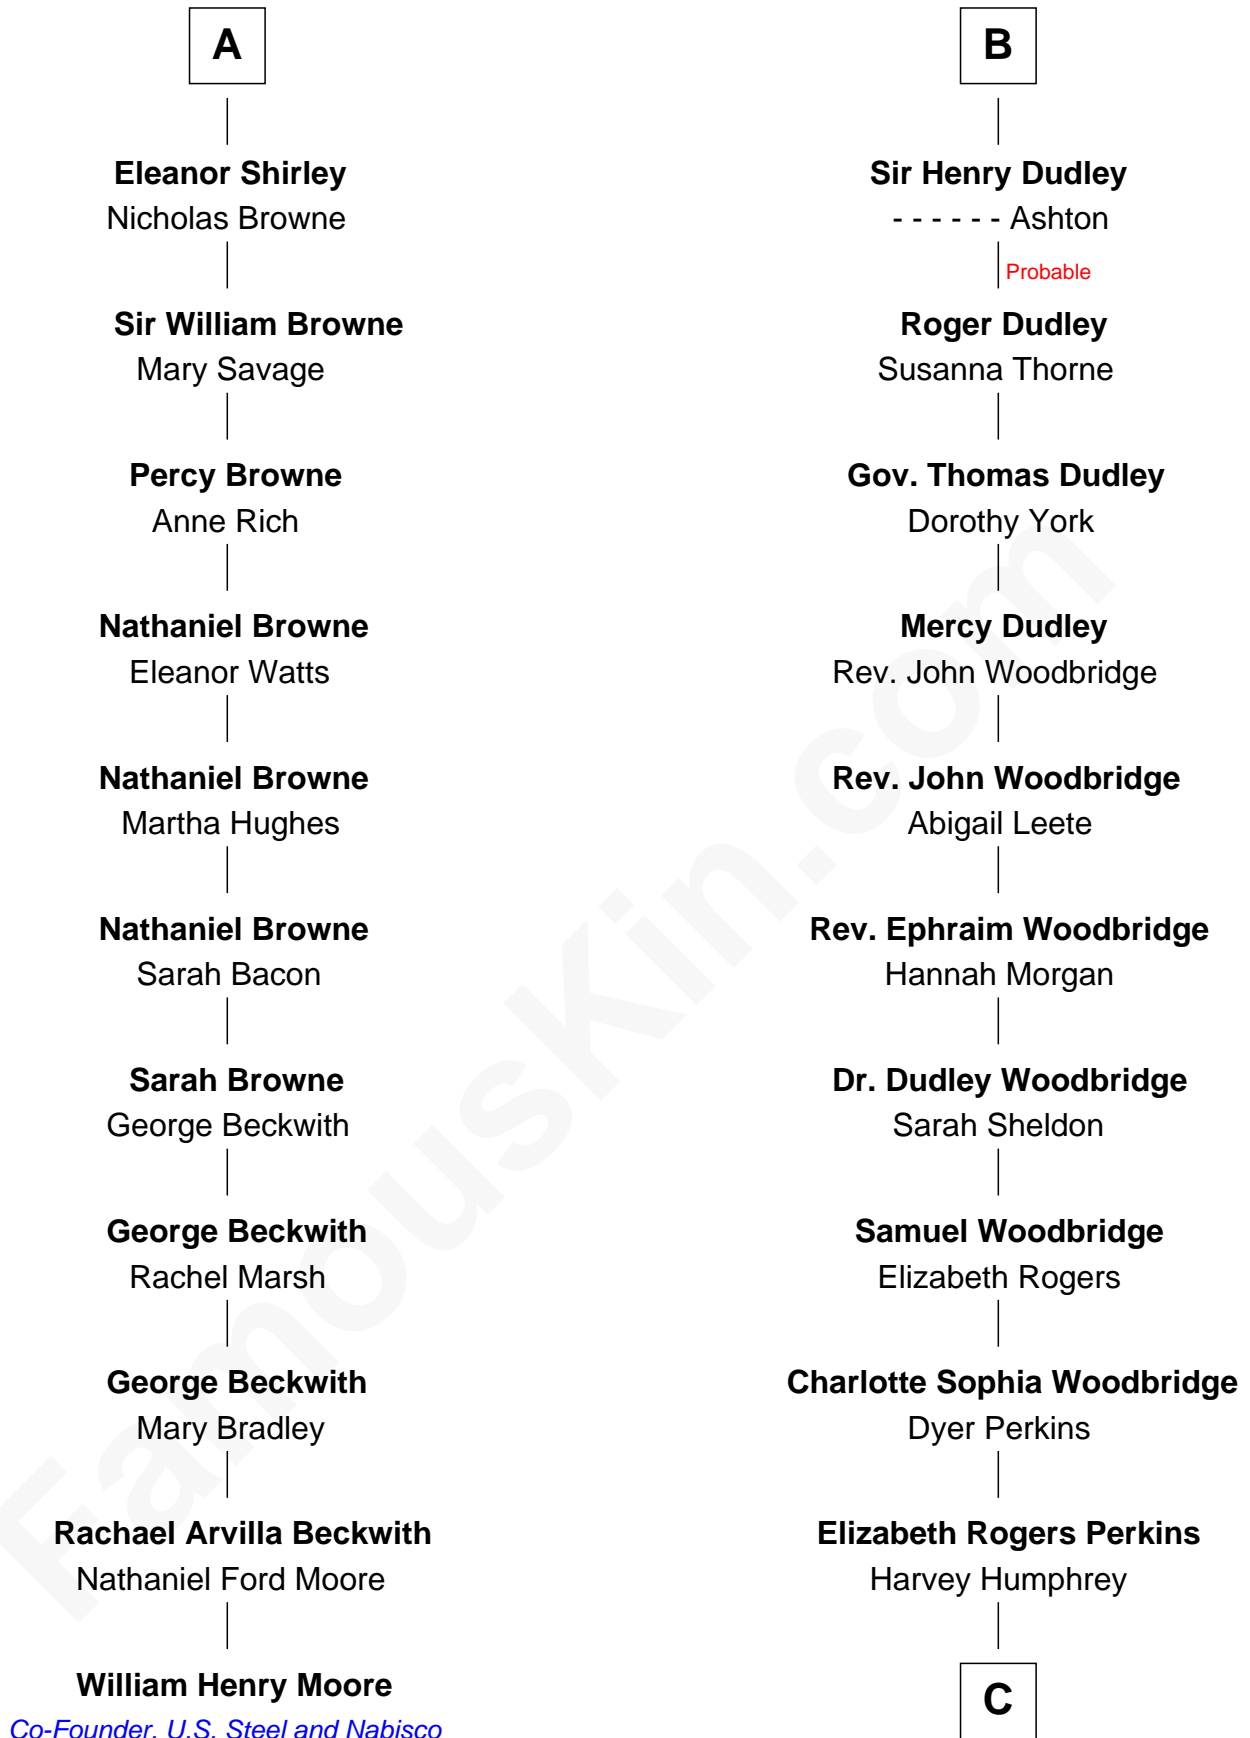 A
Eleanor Shirley
Nicholas Browne
Sir William Browne
Mary Savage
Percy Browne
Anne Rich
Nathaniel Browne
Eleanor Watts
Nathaniel Browne
Martha Hughes
Nathaniel Browne
Sarah Bacon
Sarah Browne
George Beckwith
George Beckwith
Rachel Marsh
George Beckwith
Mary Bradley
Rachael Arvilla Beckwith
Nathaniel Ford Moore
William Henry Moore
Co-Founder, U.S. Steel and Nabisco
B
Sir Henry Dudley
- - - - - - Ashton
Probable
Roger Dudley
Susanna Thorne
Gov. Thomas Dudley
Dorothy York
Mercy Dudley
Rev. John Woodbridge
Rev. John Woodbridge
Abigail Leete
Rev. Ephraim Woodbridge
Hannah Morgan
Dr. Dudley Woodbridge
Sarah Sheldon
Samuel Woodbridge
Elizabeth Rogers
Charlotte Sophia Woodbridge
Dyer Perkins
Elizabeth Rogers Perkins
Harvey Humphrey
C
FamousKin.com